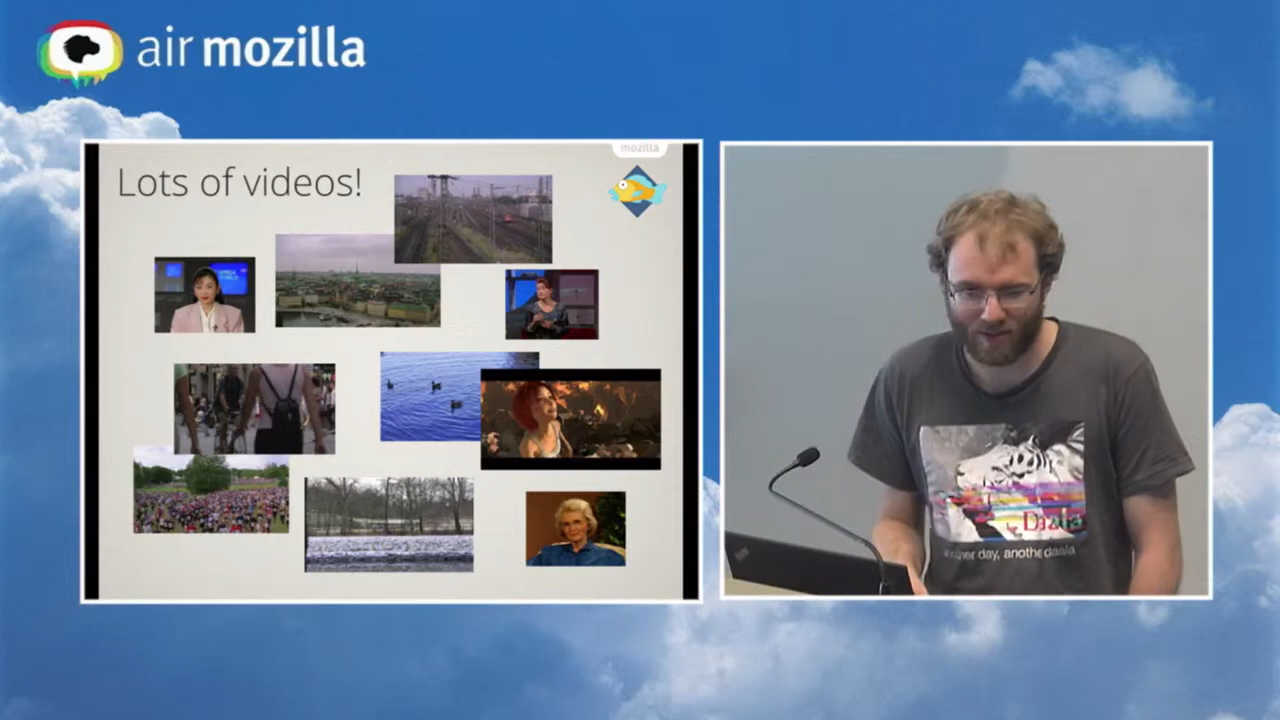 air mozilla
mozilla
Lots of videos!
Daala
another day, another daala